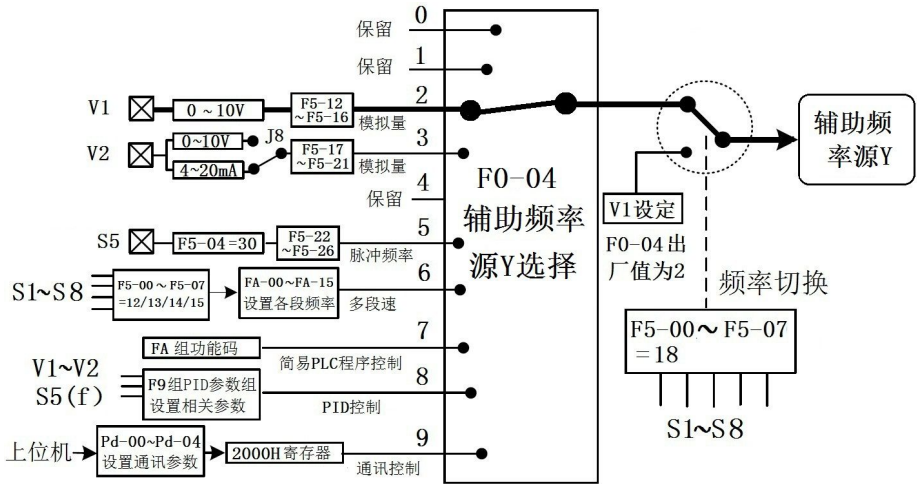 保留 0
保留 1
V1 0～10V F5-12 2
～F5-16 模拟量
V2 0～10V J8 F5-17 3
4～20mA ～F5-21 模拟量
保留 4
S5 F5-04=30 F5-22 5
～F5-26 脉冲频率
S1~S8 F5-00～F5-07 FA-00～FA-15 6
=12/13/14/15 设置各段频率 多段速
FA 组功能码 7
简易PLC程序控制
V1~V2 F9组PID参数组 8
S5(f) 设置相关参数 PID控制
上位机 Pd-00~Pd-04 2000H寄存器 9
设置通讯参数 通讯控制
F0-04
辅助频率
源Y选择
V1设定
F0-04出
厂值为2
辅助频
率源Y
频率切换
F5-00～F5-07
=18
S1~S8